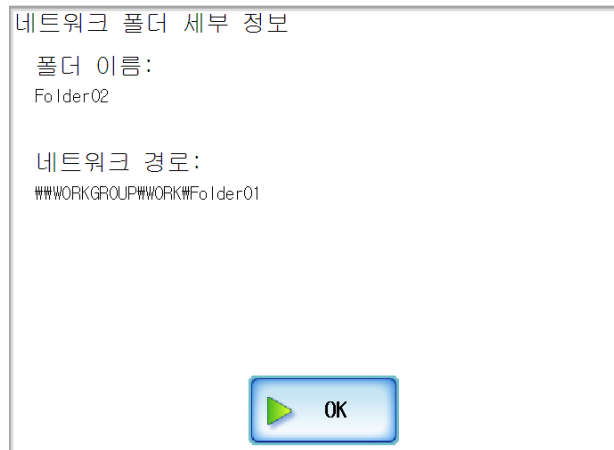 네트워크 폴더 세부 정보
폴더 이름:
Folder02
네트워크 경로:
₩₩WORKGROUP₩WORK₩Folder01
OK